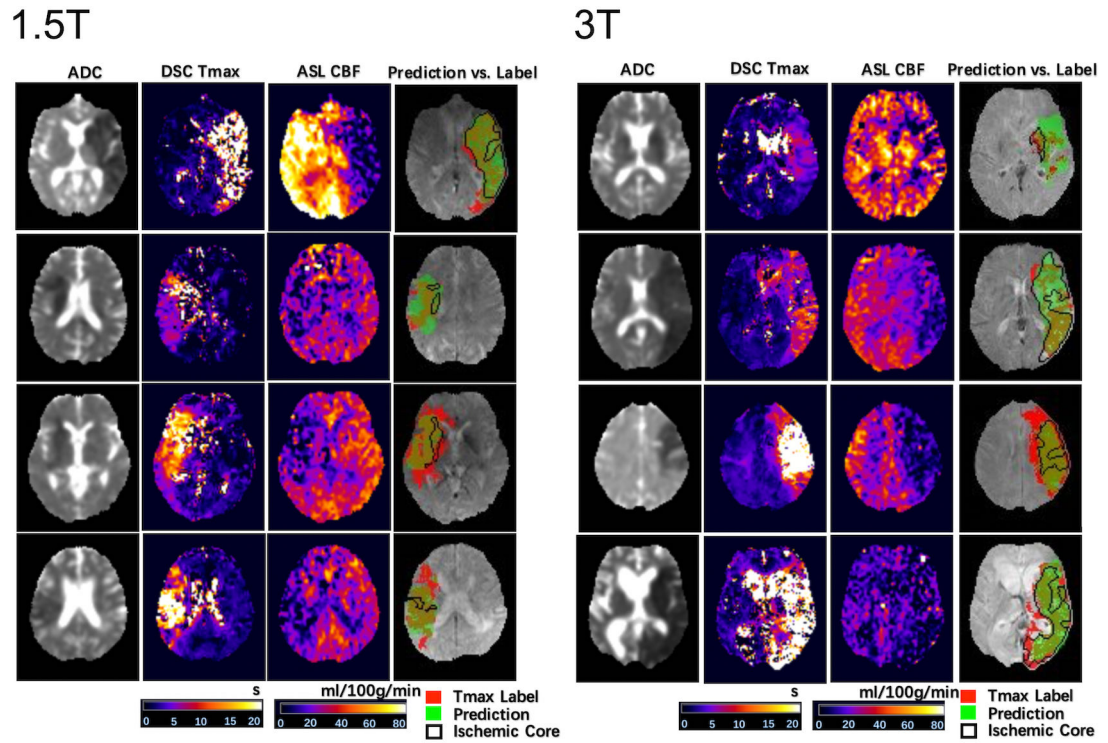 1.5T
3T
ADC DSC Tmax ASL CBF Prediction vs. Label
ADC DSC Tmax ASL CBF Prediction vs. Label
s ml/100g/min
0 5 10 15 20 0 20 40 60 80
Tmax Label
Prediction
Ischemic Core
s ml/100g/min
0 5 10 15 20 0 20 40 60 80
Tmax Label
Prediction
Ischemic Core